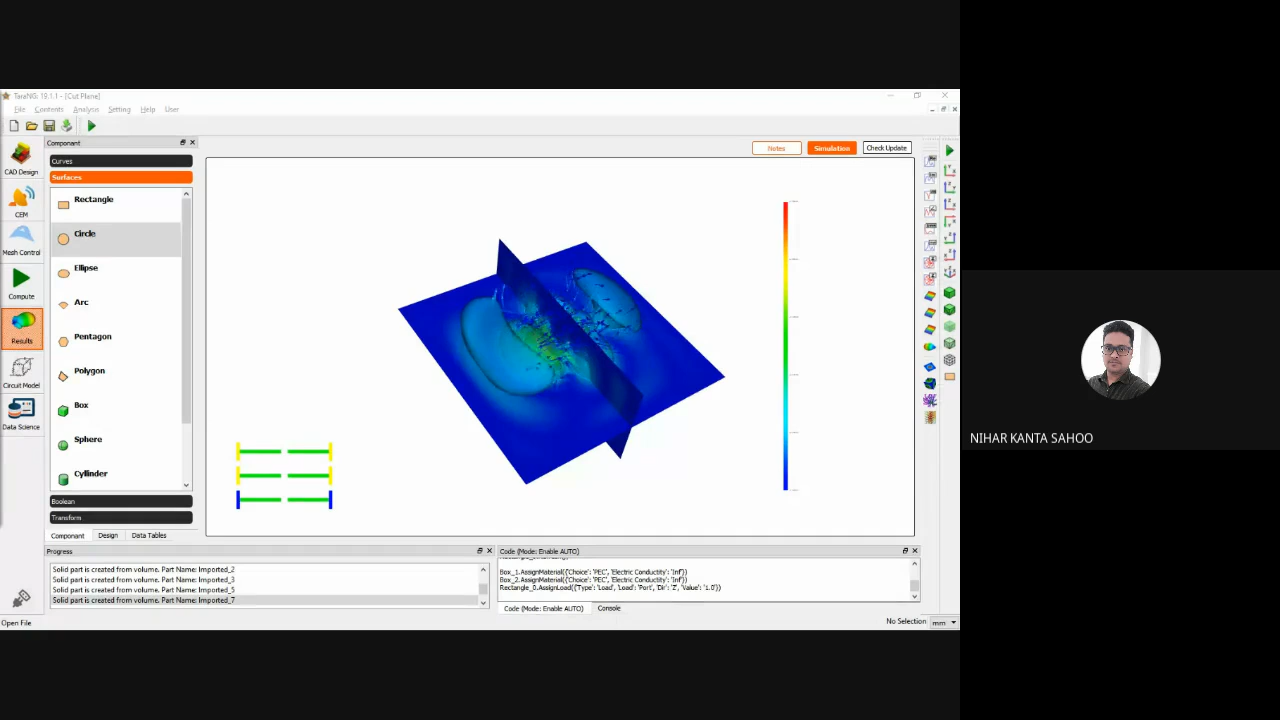 TaraNG: 19.1.1 - [Cut Plane]
File Contents Analysis Setting Help User
Component
Notes Simulation Check Update
CAD Design
CEM
Mesh Control
Compute
Results
Circuit Model
Data Science
Curves
Surfaces
Rectangle
Circle
Ellipse
Arc
Pentagon
Polygon
Box
Sphere
Cylinder
Boolean
Transform
Component Design Data Tables
Progress
Solid part is created from volume. Part Name: Imported_2
Solid part is created from volume. Part Name: Imported_3
Solid part is created from volume. Part Name: Imported_5
Solid part is created from volume. Part Name: Imported_7
Code (Mode: Enable AUTO)
Box_1.AssignMaterial({'Choice': 'PEC', 'Electric Conductity': 'Inf'})
Box_2.AssignMaterial({'Choice': 'PEC', 'Electric Conductity': 'Inf'})
Rectangle_0.AssignLoad({'Type': 'Load', 'Load': 'Port', 'Dir': 'Z', 'Value': '1.0'})
Code (Mode: Enable AUTO) Console
Open File
No Selection mm
NIHAR KANTA SAHOO